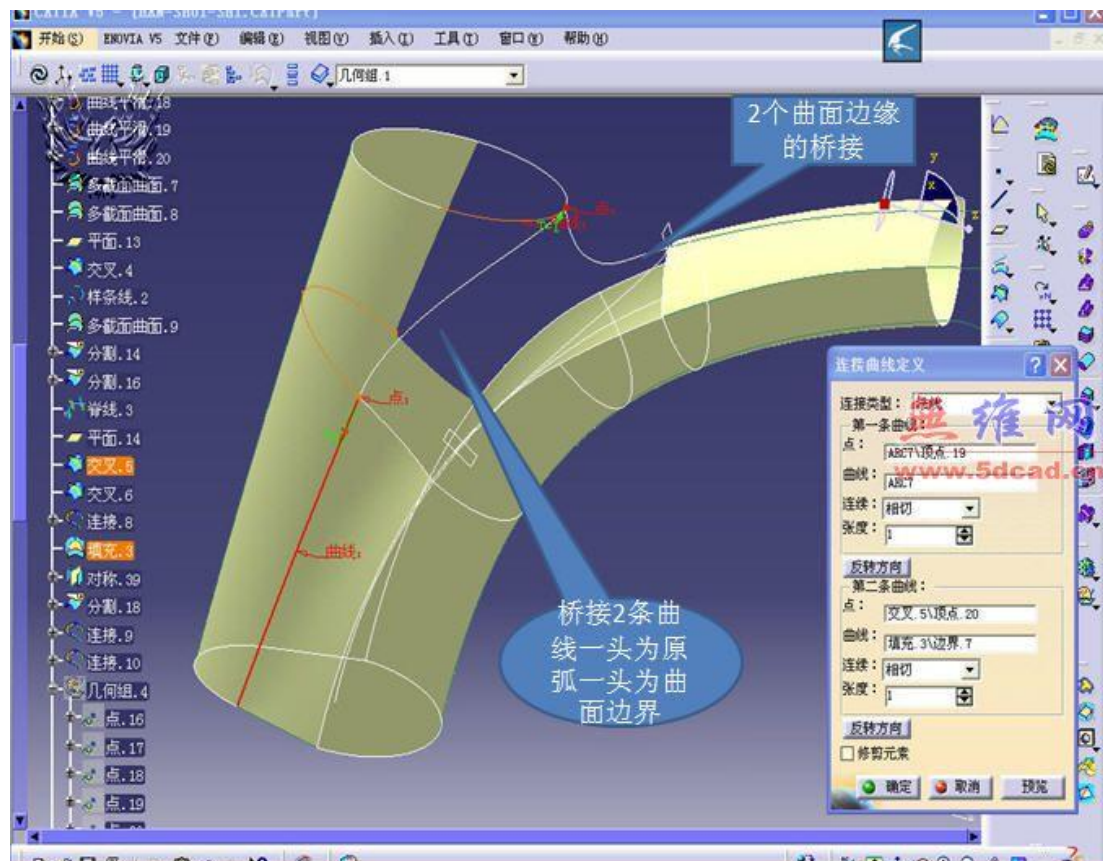 CATIA V5 - [HAN-SHUI-SHI.CATPart]
开始(S) ENOVIA V5 文件(F) 编辑(E) 视图(V) 插入(I) 工具(T) 窗口(W) 帮助(H)
几何组.1
曲线平滑.18
曲线平滑.19
曲线平滑.20
多截面曲面.7
多截面曲面.8
平面.13
交叉.4
样条线.2
多截面曲面.9
分割.14
分割.16
脊线.3
平面.14
交叉.5
交叉.6
连接.8
填充.3
对称.39
分割.18
连接.9
连接.10
几何组.4
点.16
点.17
点.18
点.19
2个曲面边缘
的桥接
y
x
z
点
点
曲线
桥接2条曲
线一头为原
弧一头为曲
面边界
连接曲线定义
连接类型： 法线
第一条曲线：
点： ABC7\顶点.19
曲线： ABC7
连续： 相切
张度： 1
反转方向
第二条曲线：
点： 交叉.5\顶点.20
曲线： 填充.3\边界.7
连续： 相切
张度： 1
反转方向
修剪元素
确定 取消 预览
無维网
www.5dcad.cn